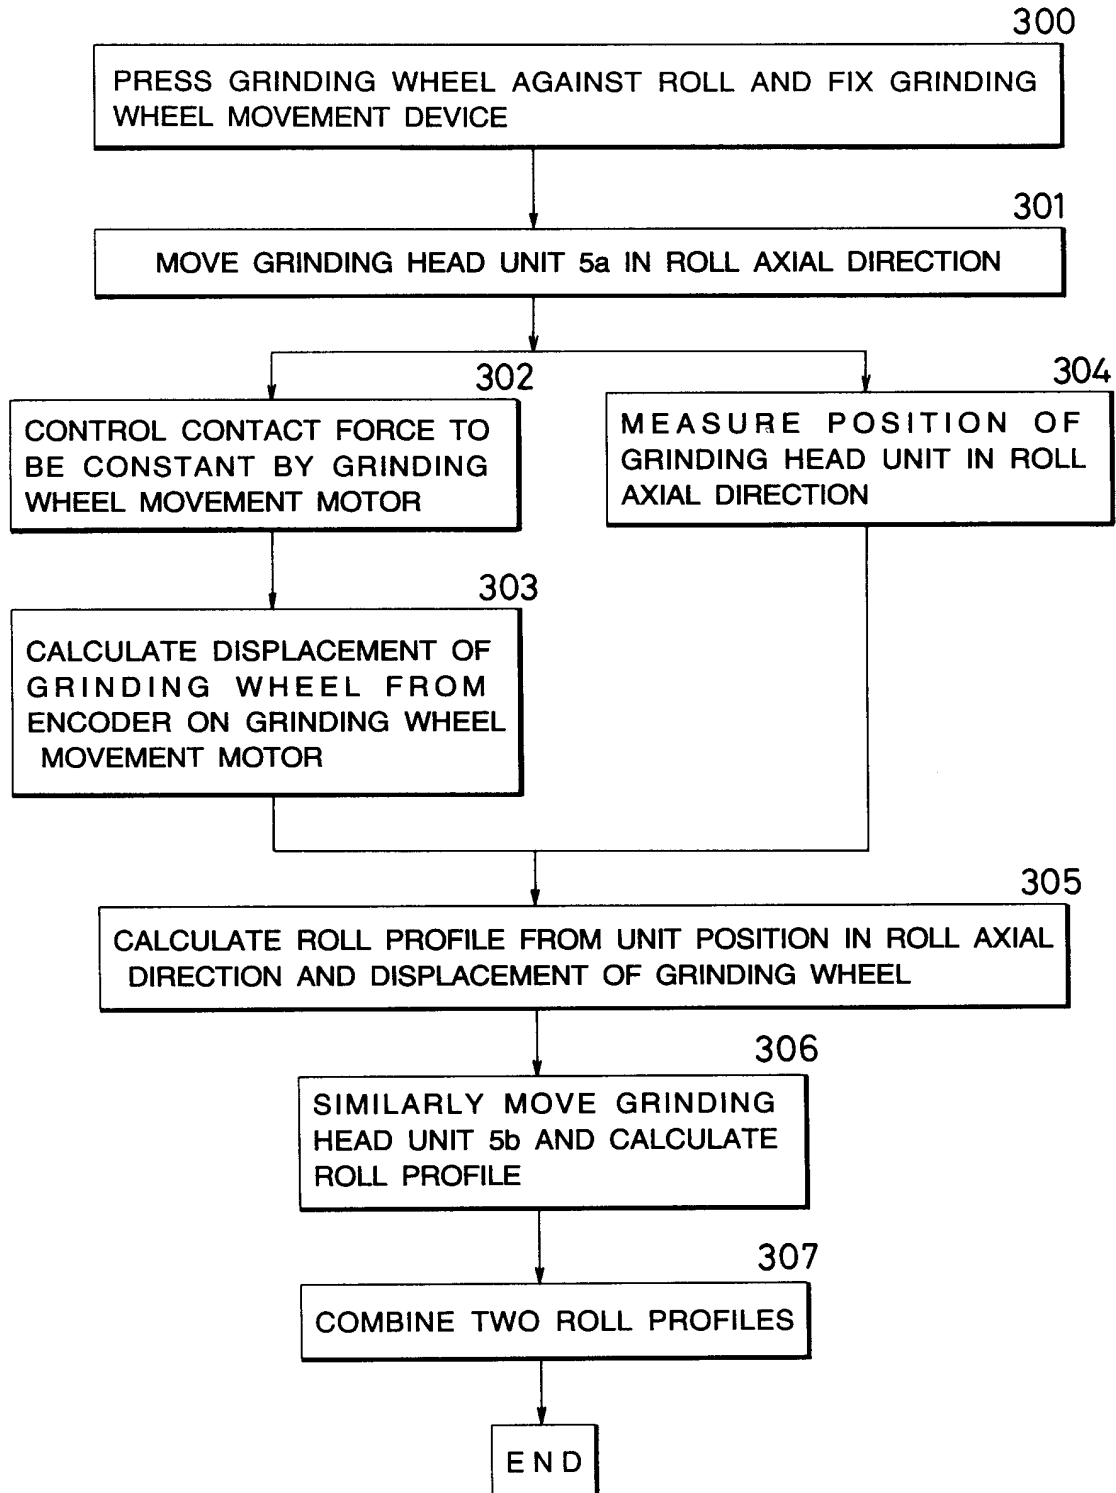 300
PRESS GRINDING WHEEL AGAINST ROLL AND FIX GRINDING
WHEEL MOVEMENT DEVICE
301
MOVE GRINDING HEAD UNIT 5a IN ROLL AXIAL DIRECTION
302
CONTROL CONTACT FORCE TO
BE CONSTANT BY GRINDING
WHEEL MOVEMENT MOTOR
304
MEASURE POSITION OF
GRINDING HEAD UNIT IN ROLL
AXIAL DIRECTION
303
CALCULATE DISPLACEMENT OF
GRINDING WHEEL FROM
ENCODER ON GRINDING WHEEL
MOVEMENT MOTOR
305
CALCULATE ROLL PROFILE FROM UNIT POSITION IN ROLL AXIAL
DIRECTION AND DISPLACEMENT OF GRINDING WHEEL
306
SIMILARLY MOVE GRINDING
HEAD UNIT 5b AND CALCULATE
ROLL PROFILE
307
COMBINE TWO ROLL PROFILES
END